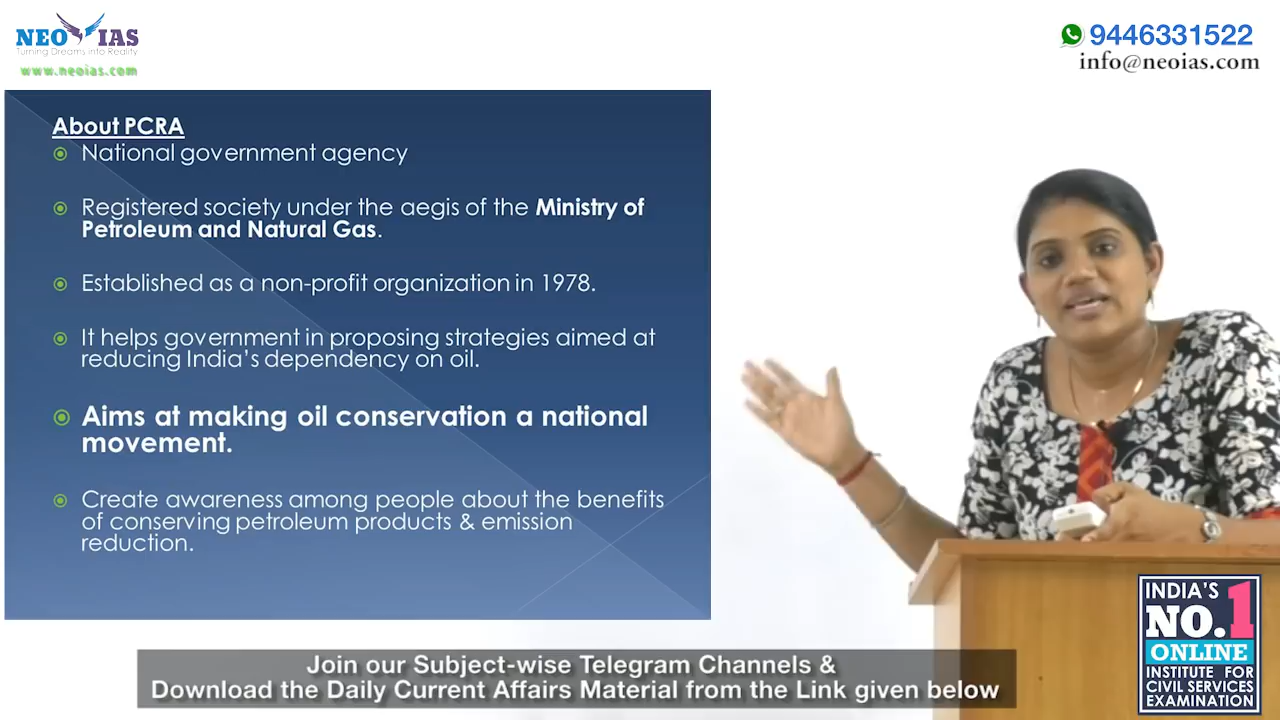 NEO IAS
Turning Dreams into Reality
www.neoias.com
9446331522
info@neoias.com
About PCRA
National government agency
Registered society under the aegis of the Ministry of
Petroleum and Natural Gas.
Established as a non-profit organization in 1978.
It helps government in proposing strategies aimed at
reducing India's dependency on oil.
Aims at making oil conservation a national
movement.
Create awareness among people about the benefits
of conserving petroleum products & emission
reduction.
INDIA'S
NO.1
ONLINE
INSTITUTE FOR
CIVIL SERVICES
EXAMINATION
Join our Subject-wise Telegram Channels &
Download the Daily Current Affairs Material from the Link given below